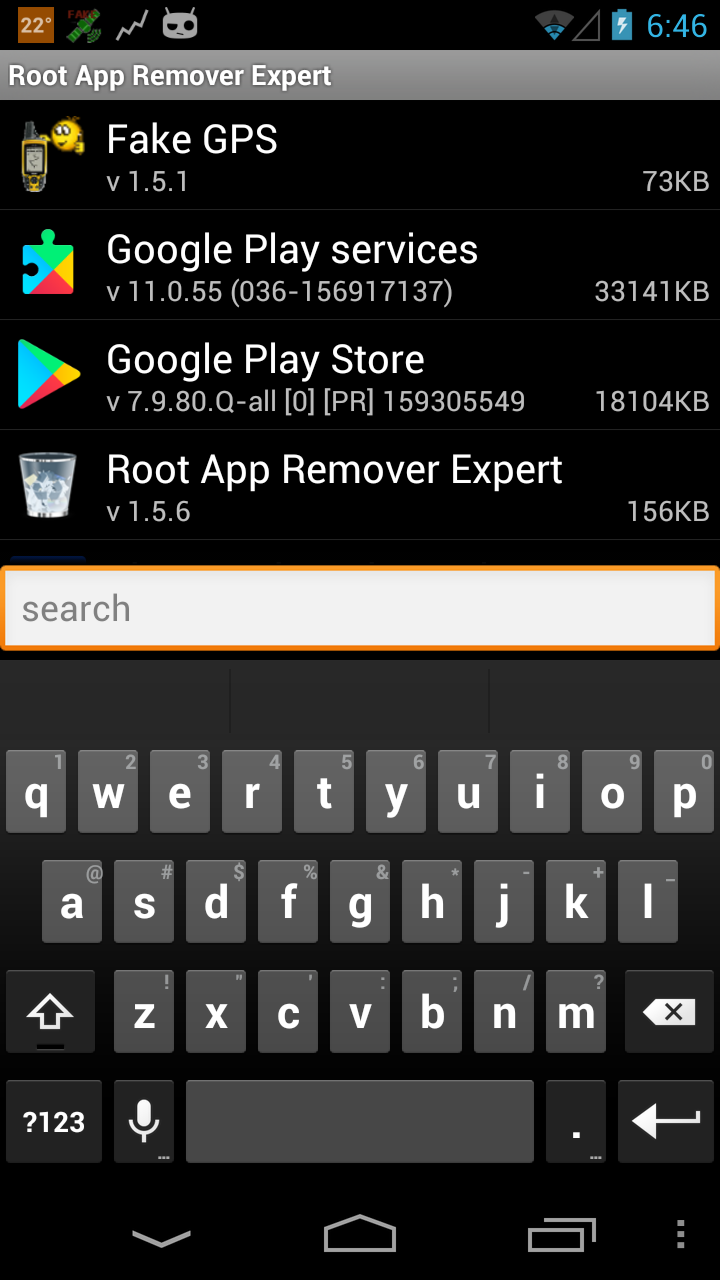 22°
FAKE
6:46
Root App Remover Expert
Fake GPS
v 1.5.1 73KB
Google Play services
v 11.0.55 (036-156917137) 33141KB
Google Play Store
v 7.9.80.Q-all [0] [PR] 159305549 18104KB
Root App Remover Expert
v 1.5.6 156KB
search
1 2 3 4 5 6 7 8 9 0
q w e r t y u i o p
@ # $ % & * - + _
a s d f g h j k l
! " ' : ; / ?
z x c v b n m
?123 ... . ...